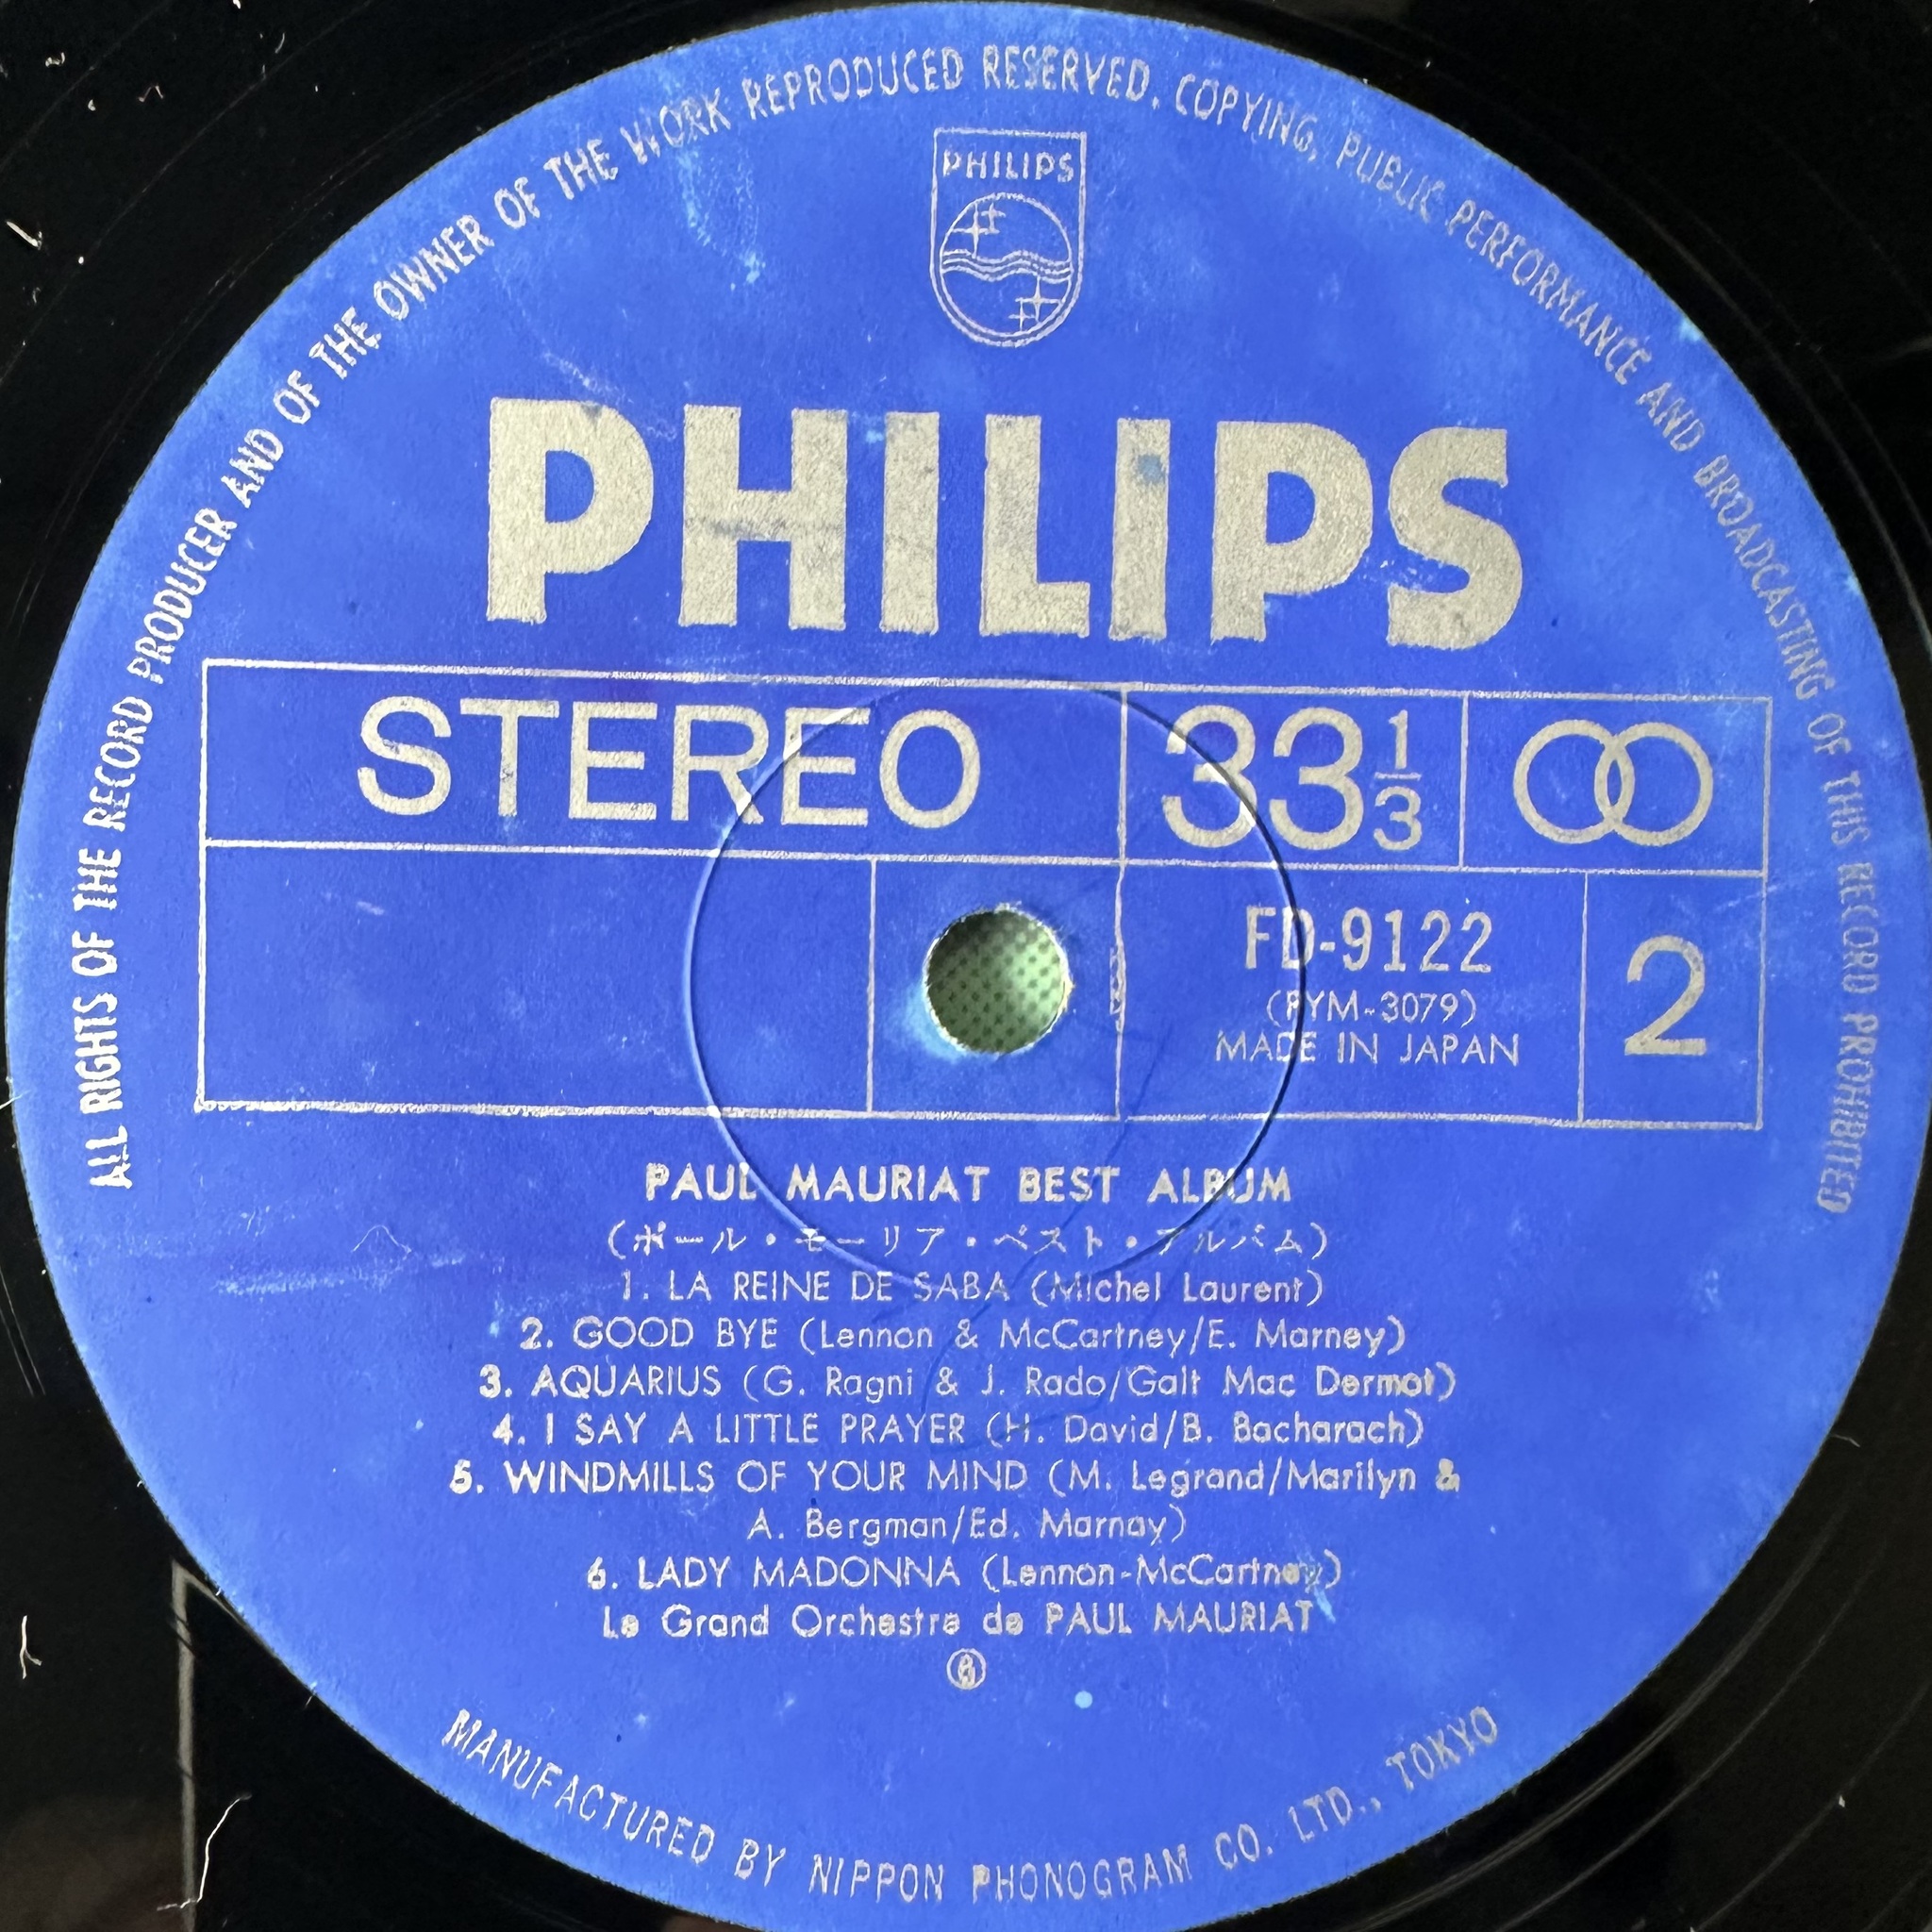 ALL RIGHTS OF THE RECORD PRODUCER AND OF THE OWNER OF THE WORK REPRODUCED RESERVED. COPYING, PUBLIC PERFORMANCE AND BROADCASTING OF THIS RECORD PROHIBITED
PHILIPS
PHILIPS
STEREO 33 1/3
FD-9122 2
(PYM-3079)
MADE IN JAPAN
PAUL MAURIAT BEST ALBUM
(ポール・モーリア・ベスト・アルバム)
1. LA REINE DE SABA (Michel Laurent)
2. GOOD BYE (Lennon & McCartney/E. Marney)
3. AQUARIUS (G. Ragni & J. Rado/Galt Mac Dermot)
4. I SAY A LITTLE PRAYER (H. David/B. Bacharach)
5. WINDMILLS OF YOUR MIND (M. Legrand/Marilyn &
A. Bergman/Ed. Marnay)
6. LADY MADONNA (Lennon-McCartney)
Le Grand Orchestre de PAUL MAURIAT
MANUFACTURED BY NIPPON PHONOGRAM CO. LTD., TOKYO